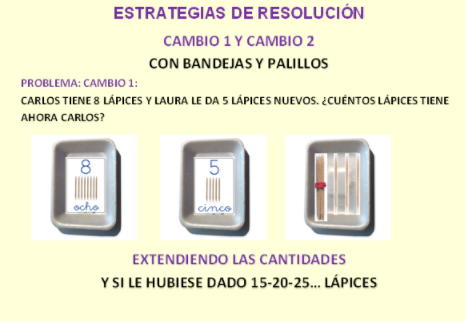 ESTRATEGIAS DE RESOLUCIÓN
CAMBIO 1 Y CAMBIO 2
CON BANDEJAS Y PALILLOS
PROBLEMA: CAMBIO 1:
CARLOS TIENE 8 LÁPICES Y LAURA LE DA 5 LÁPICES NUEVOS. ¿CUÉNTOS LÁPICES TIENE
AHORA CARLOS?
8
ocho
5
cinco
EXTENDIENDO LAS CANTIDADES
Y SI LE HUBIESE DADO 15-20-25... LÁPICES